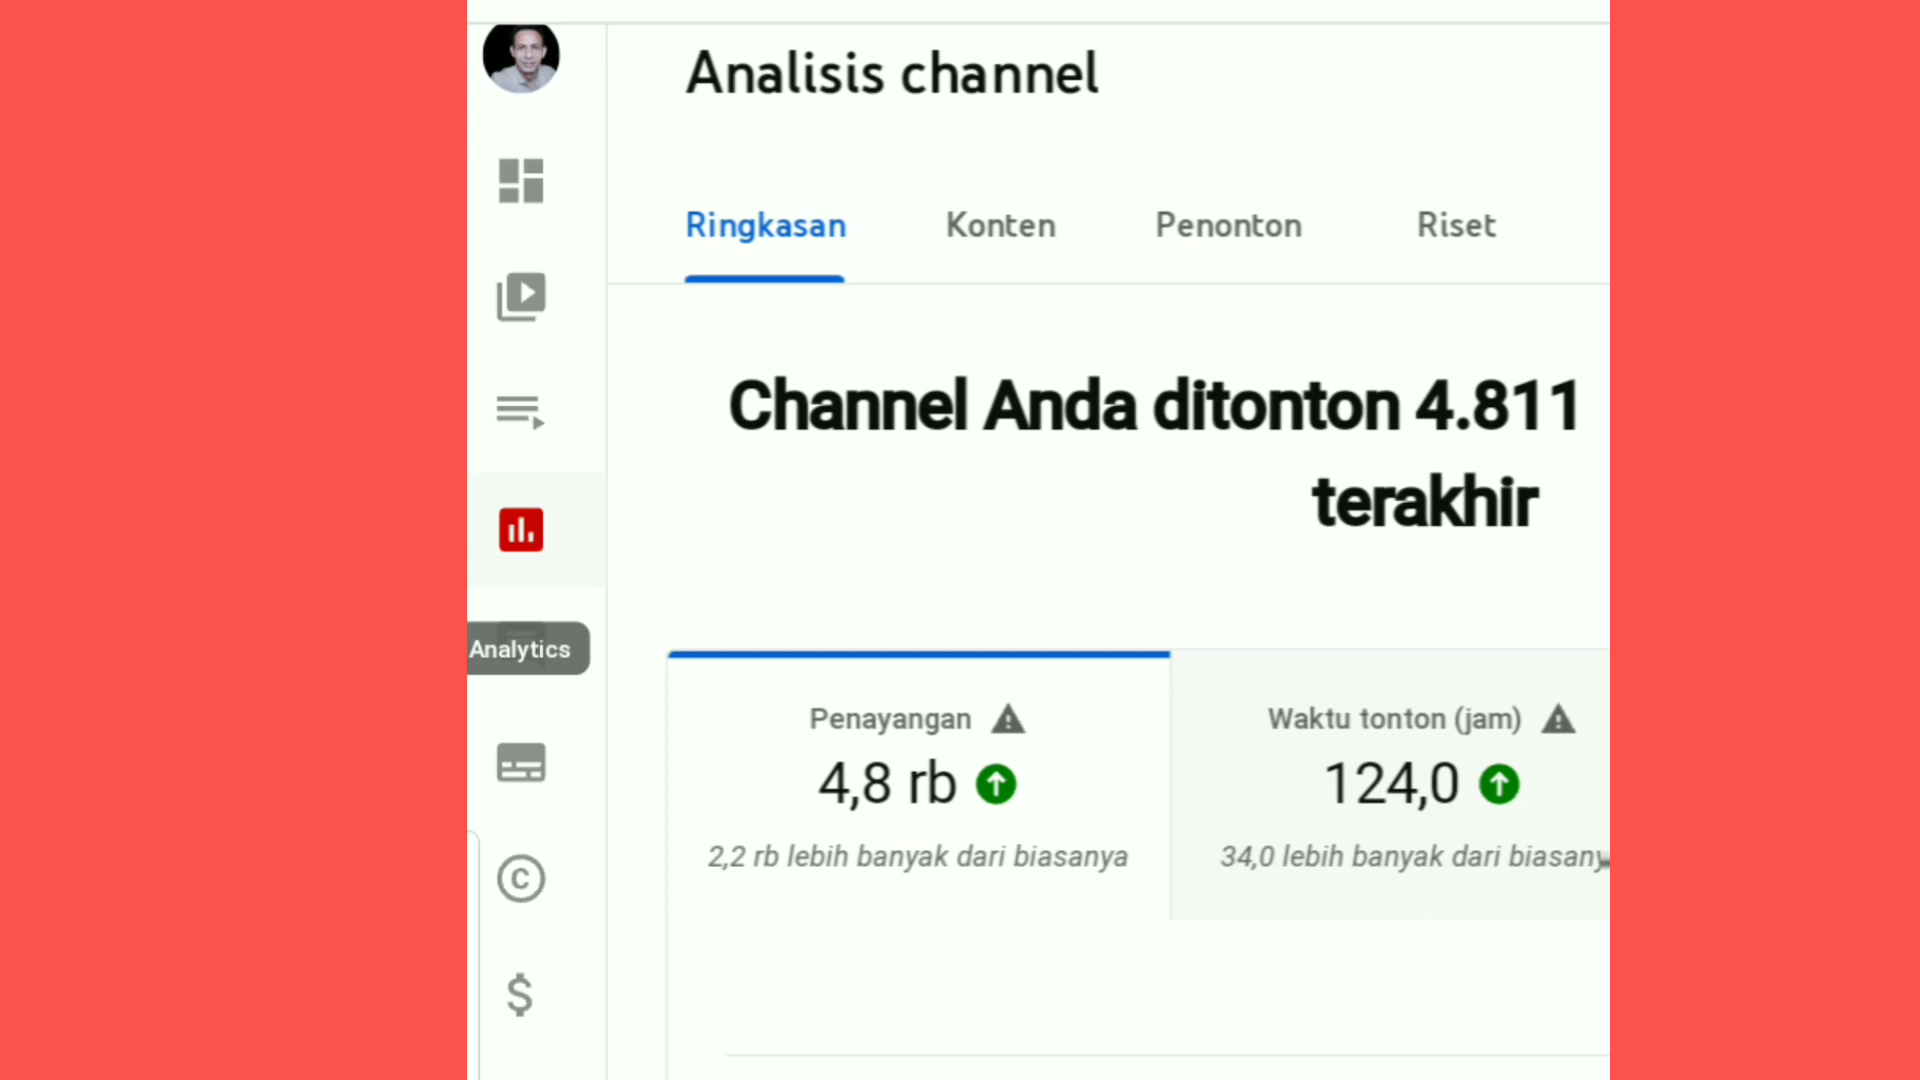 Analisis channel
Ringkasan Konten Penonton Riset
Channel Anda ditonton 4.811
terakhir
Analytics
Penayangan Waktu tonton (jam)
4,8 rb 124,0
2,2 rb lebih banyak dari biasanya 34,0 lebih banyak dari